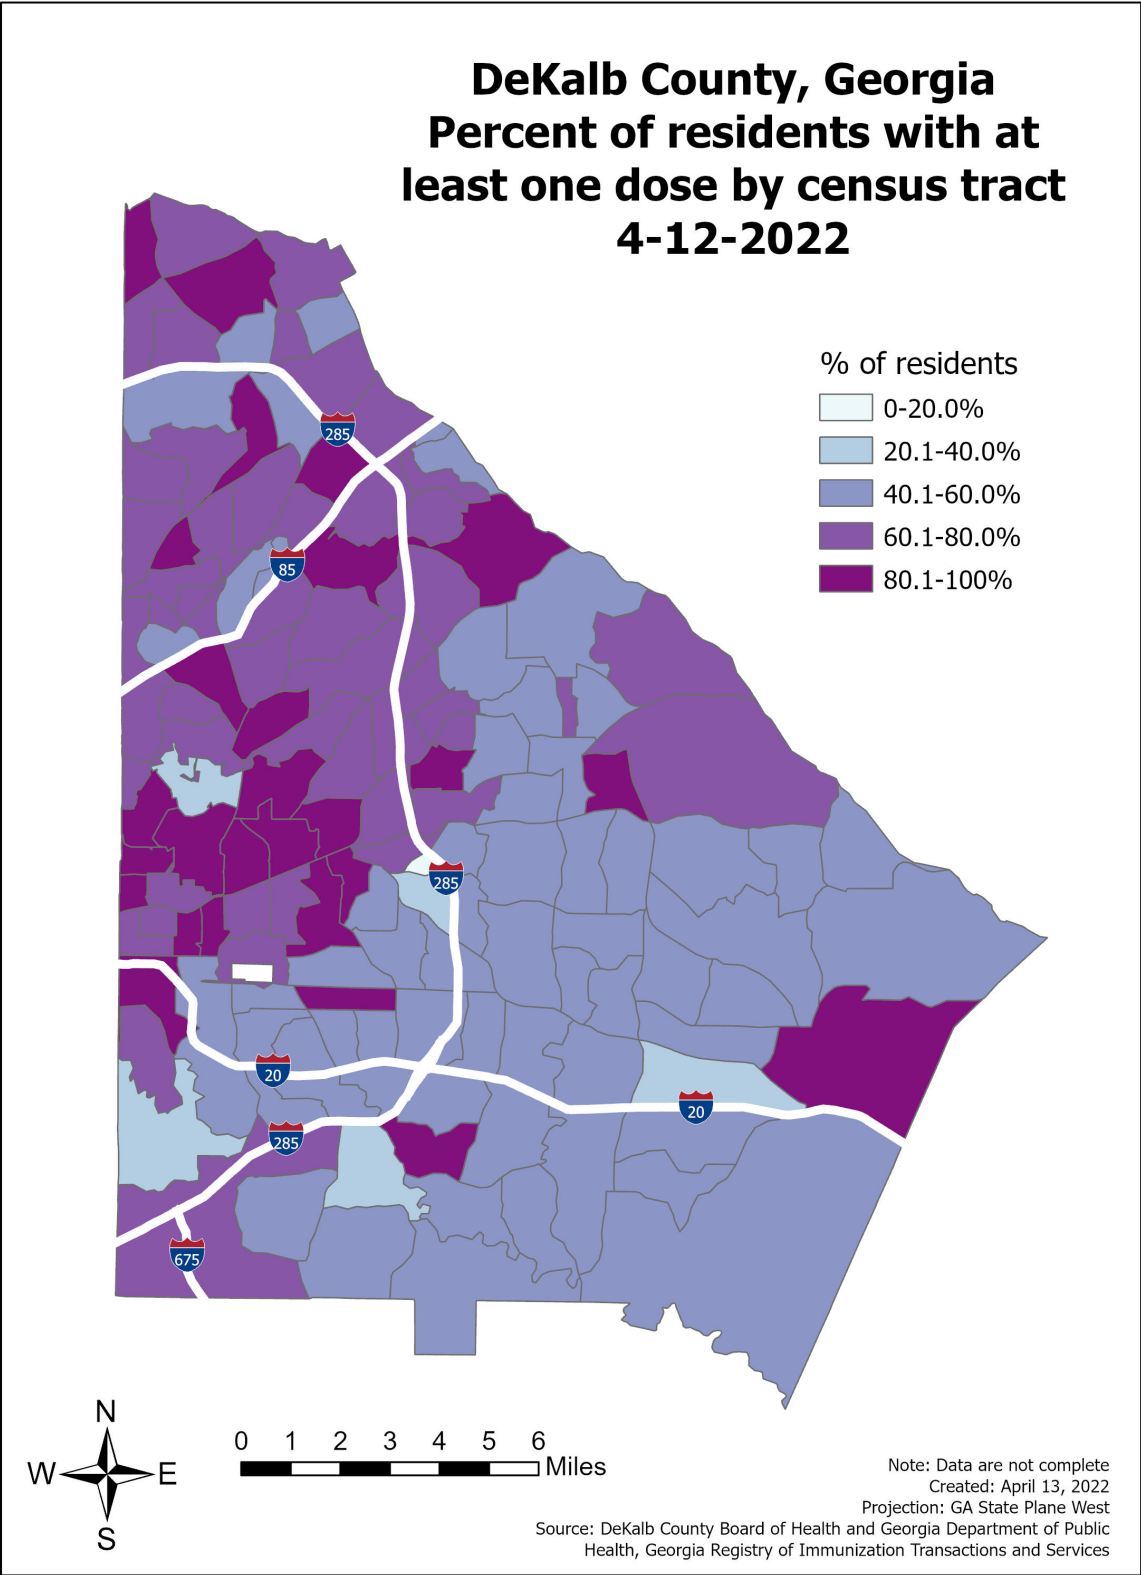 DeKalb County, Georgia
Percent of residents with at
least one dose by census tract
4-12-2022
% of residents
0-20.0%
20.1-40.0%
40.1-60.0%
60.1-80.0%
80.1-100%
285
85
285
20
20
285
675
N
W E
S
0 1 2 3 4 5 6
Miles
Note: Data are not complete
Created: April 13, 2022
Projection: GA State Plane West
Source: DeKalb County Board of Health and Georgia Department of Public
Health, Georgia Registry of Immunization Transactions and Services